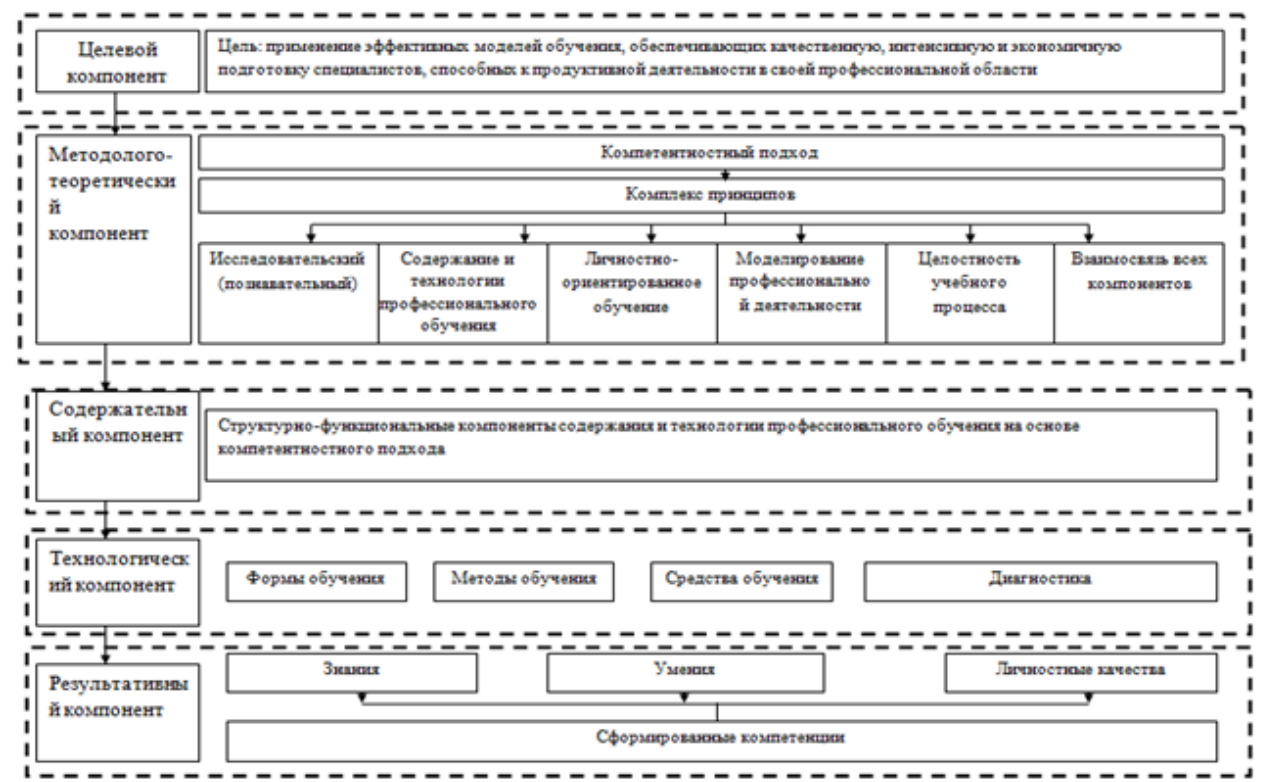 Целевой
компонент
Цель: применение эффективных моделей обучения, обеспечивающих качественную, интенсивную и экономичную
подготовку специалистов, способных к продуктивной деятельности в своей профессиональной области
Методолого-
теоретически
й
компонент
Компетентностный подход
Комплекс принципов
Исследовательский
(познавательный)
Содержание и
технологии
профессионального
обучения
Личностно-
ориентированное
обучение
Моделирование
профессионально
й деятельности
Целостность
учебного
процесса
Взаимосвязь всех
компонентов
Содержательн
ый компонент
Структурно-функциональные компоненты содержания и технологии профессионального обучения на основе
компетентностного подхода
Технологическ
ий компонент
Формы обучения
Методы обучения
Средства обучения
Диагностика
Результативны
й компонент
Знания
Умения
Личностные качества
Сформированные компетенции